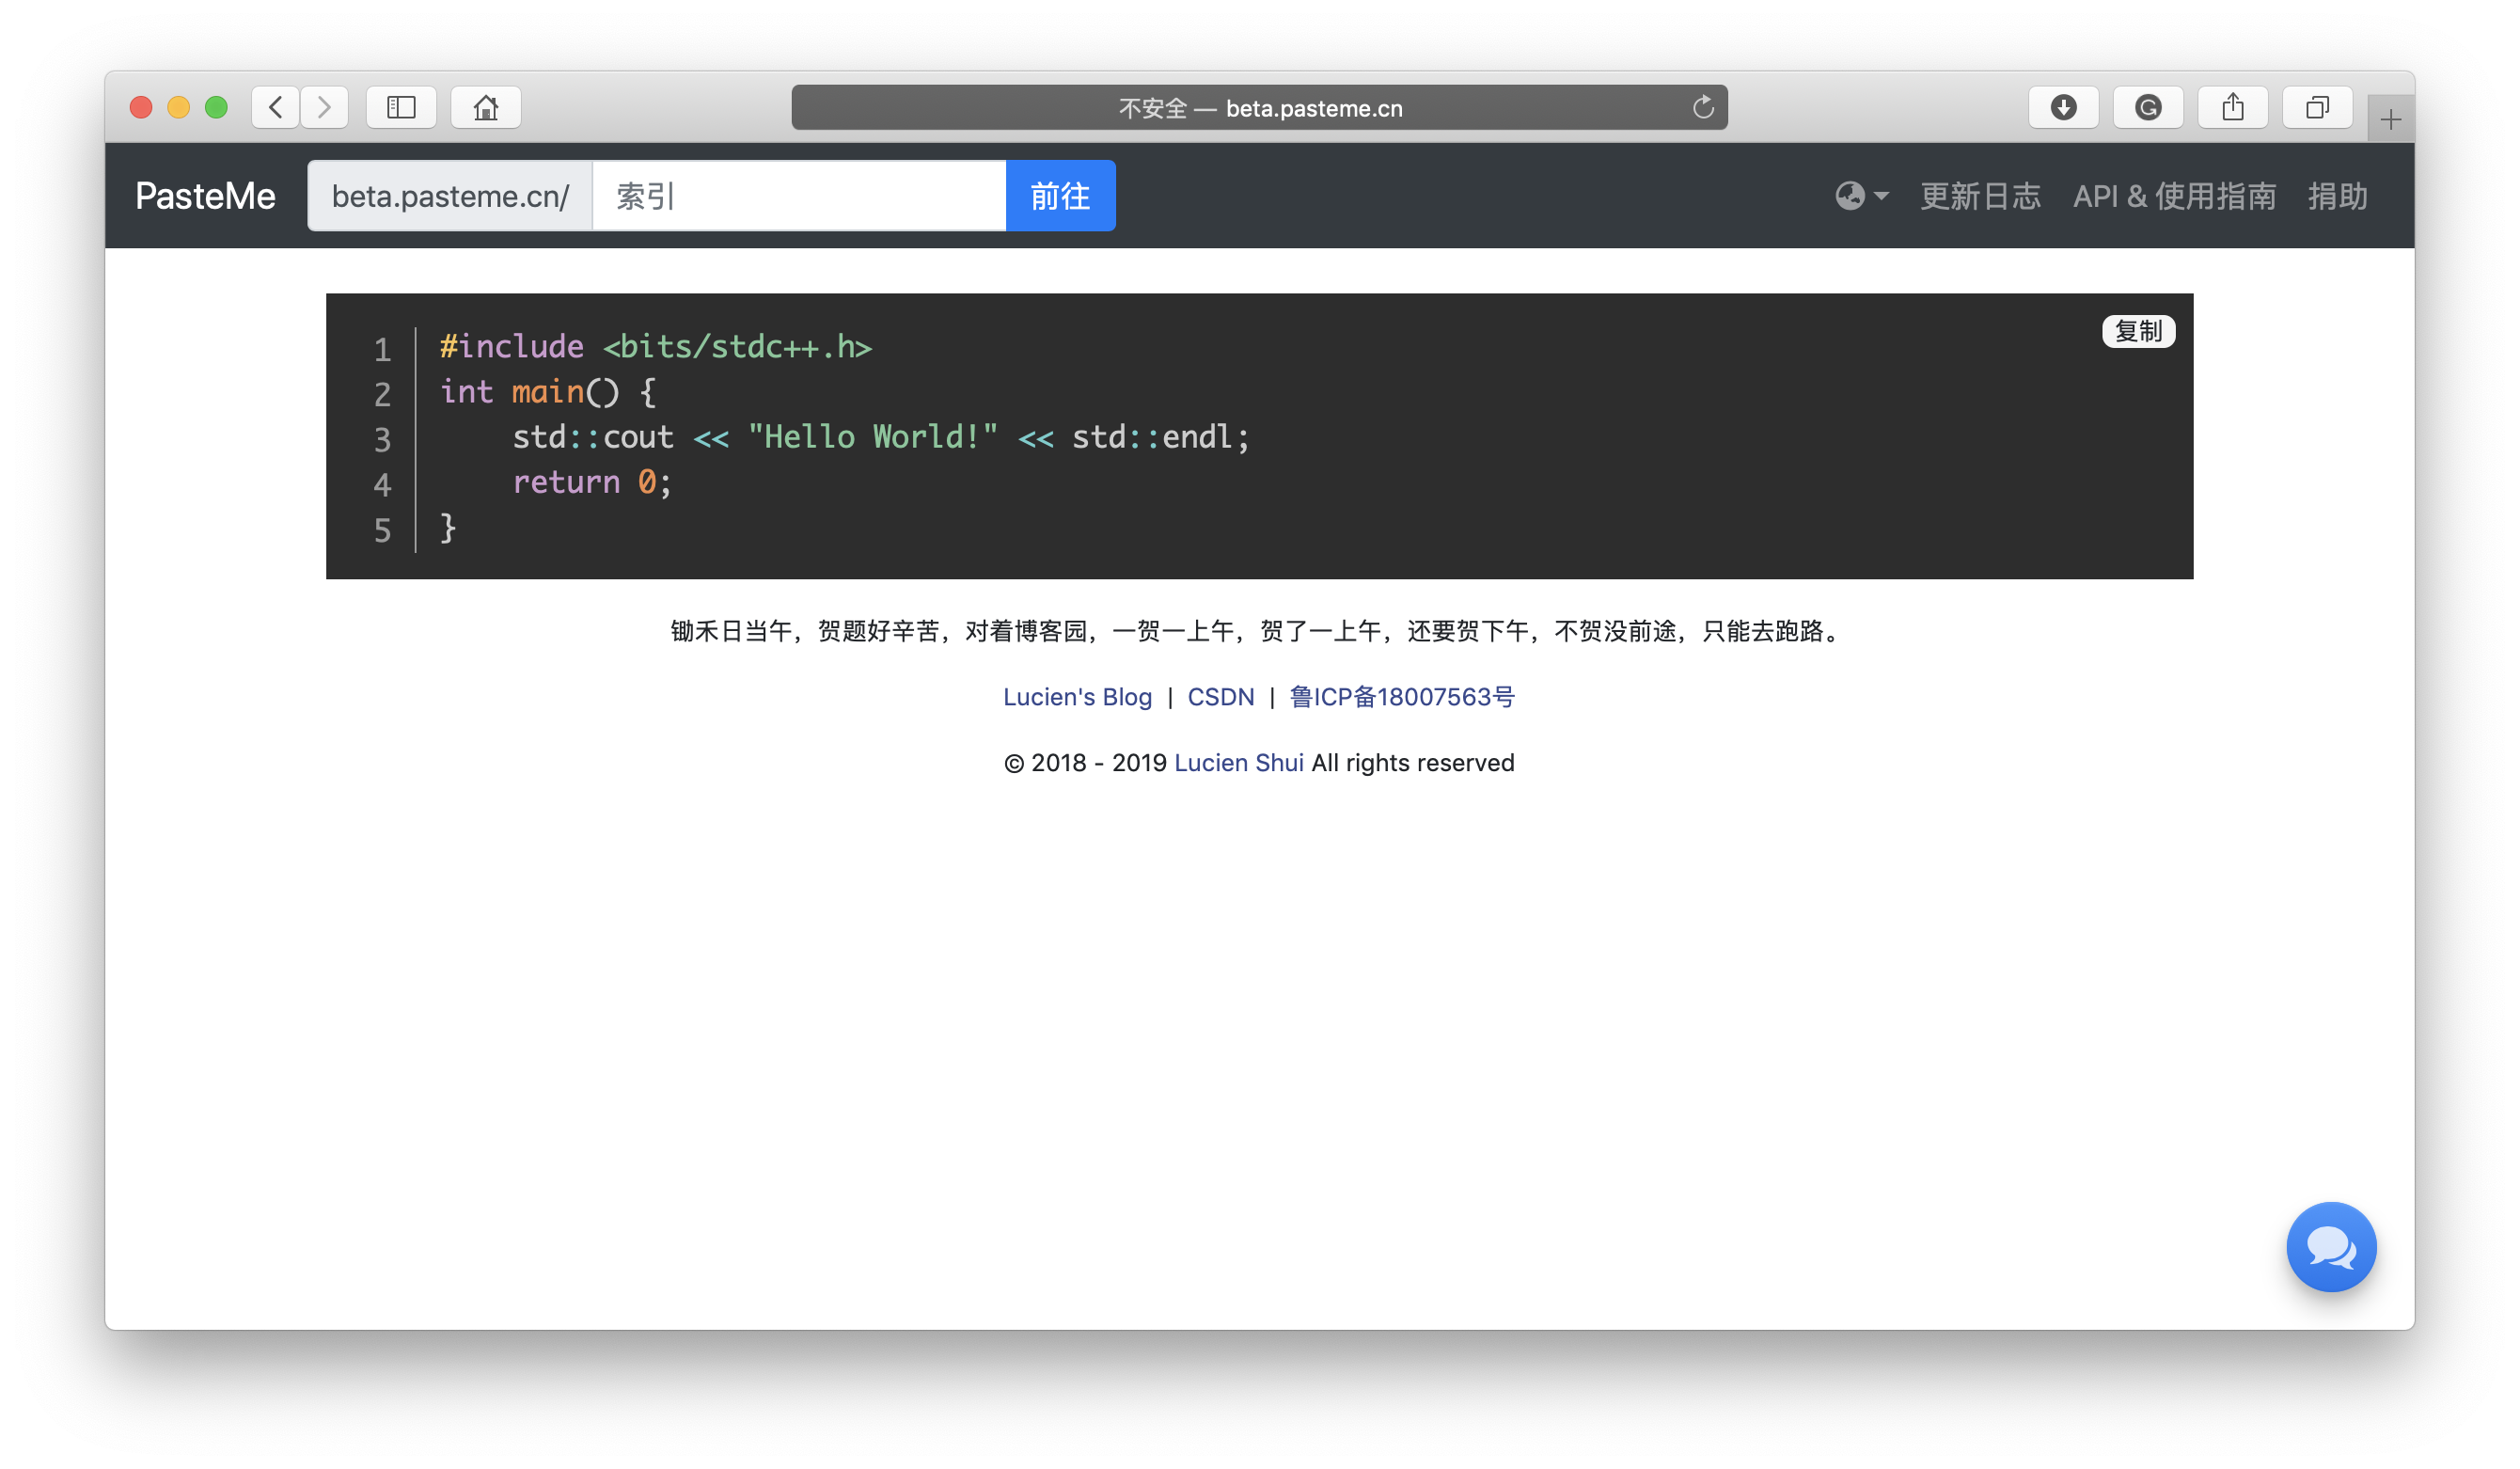 不安全 — beta.pasteme.cn
PasteMe beta.pasteme.cn/ 索引 前往 更新日志 API & 使用指南 捐助
复制
1 #include <bits/stdc++.h>
2 int main() {
3     std::cout << "Hello World!" << std::endl;
4     return 0;
5 }
锄禾日当午，贺题好辛苦，对着博客园，一贺一上午，贺了一上午，还要贺下午，不贺没前途，只能去跑路。
Lucien's Blog | CSDN | 鲁ICP备18007563号
© 2018 - 2019 Lucien Shui All rights reserved